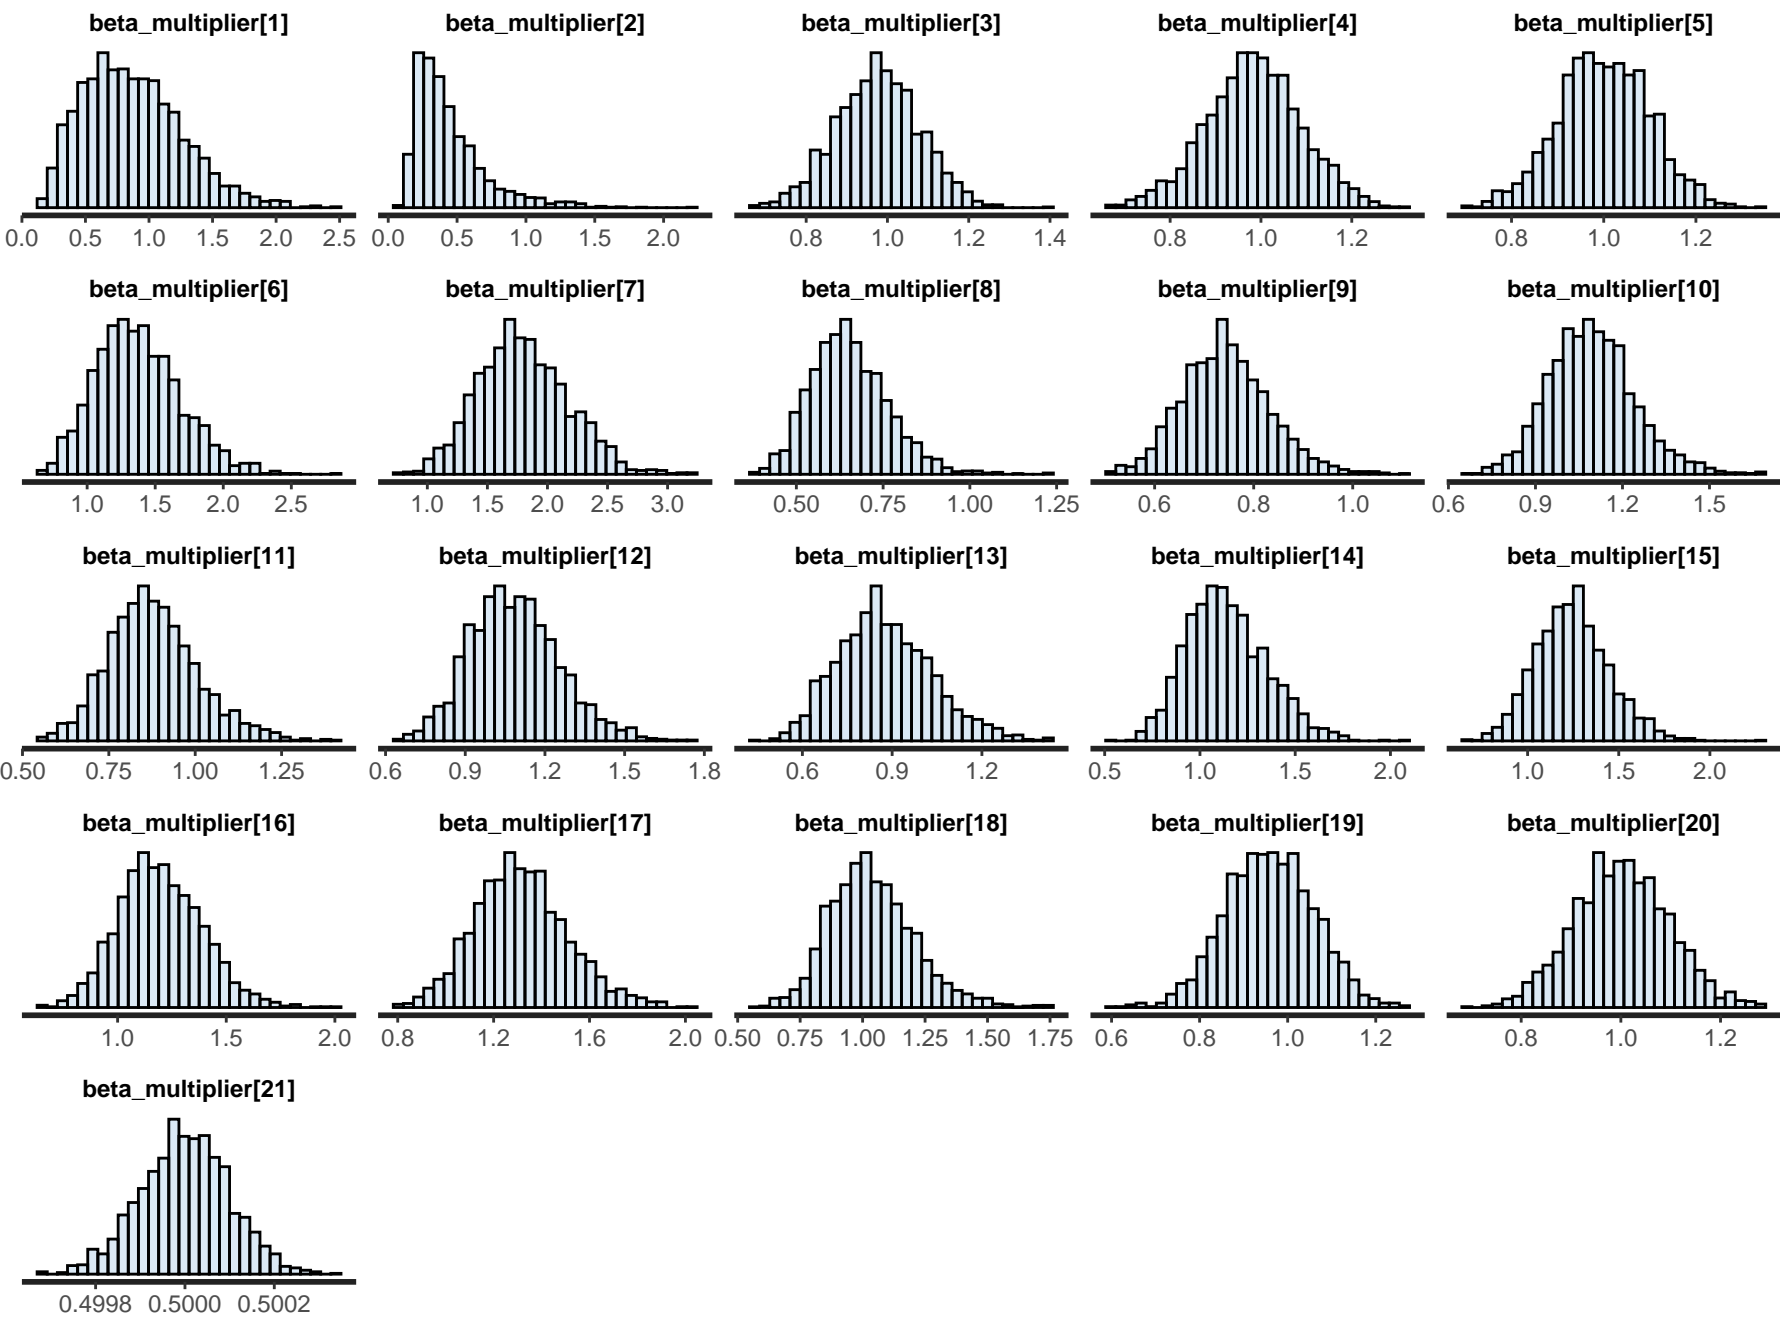 beta_multiplier[1] beta_multiplier[2] beta_multiplier[3] beta_multiplier[4] beta_multiplier[5]
0.0 0.5 1.0 1.5 2.0 2.5 0.0 0.5 1.0 1.5 2.0 0.8 1.0 1.2 1.4 0.8 1.0 1.2 0.8 1.0 1.2
beta_multiplier[6] beta_multiplier[7] beta_multiplier[8] beta_multiplier[9] beta_multiplier[10]
1.0 1.5 2.0 2.5 1.0 1.5 2.0 2.5 3.0 0.50 0.75 1.00 1.25 0.6 0.8 1.0 0.6 0.9 1.2 1.5
beta_multiplier[11] beta_multiplier[12] beta_multiplier[13] beta_multiplier[14] beta_multiplier[15]
0.50 0.75 1.00 1.25 0.6 0.9 1.2 1.5 1.8 0.6 0.9 1.2 0.5 1.0 1.5 2.0 1.0 1.5 2.0
beta_multiplier[16] beta_multiplier[17] beta_multiplier[18] beta_multiplier[19] beta_multiplier[20]
1.0 1.5 2.0 0.8 1.2 1.6 2.0 0.50 0.75 1.00 1.25 1.50 1.75 0.6 0.8 1.0 1.2 0.8 1.0 1.2
beta_multiplier[21]
0.4998 0.5000 0.5002